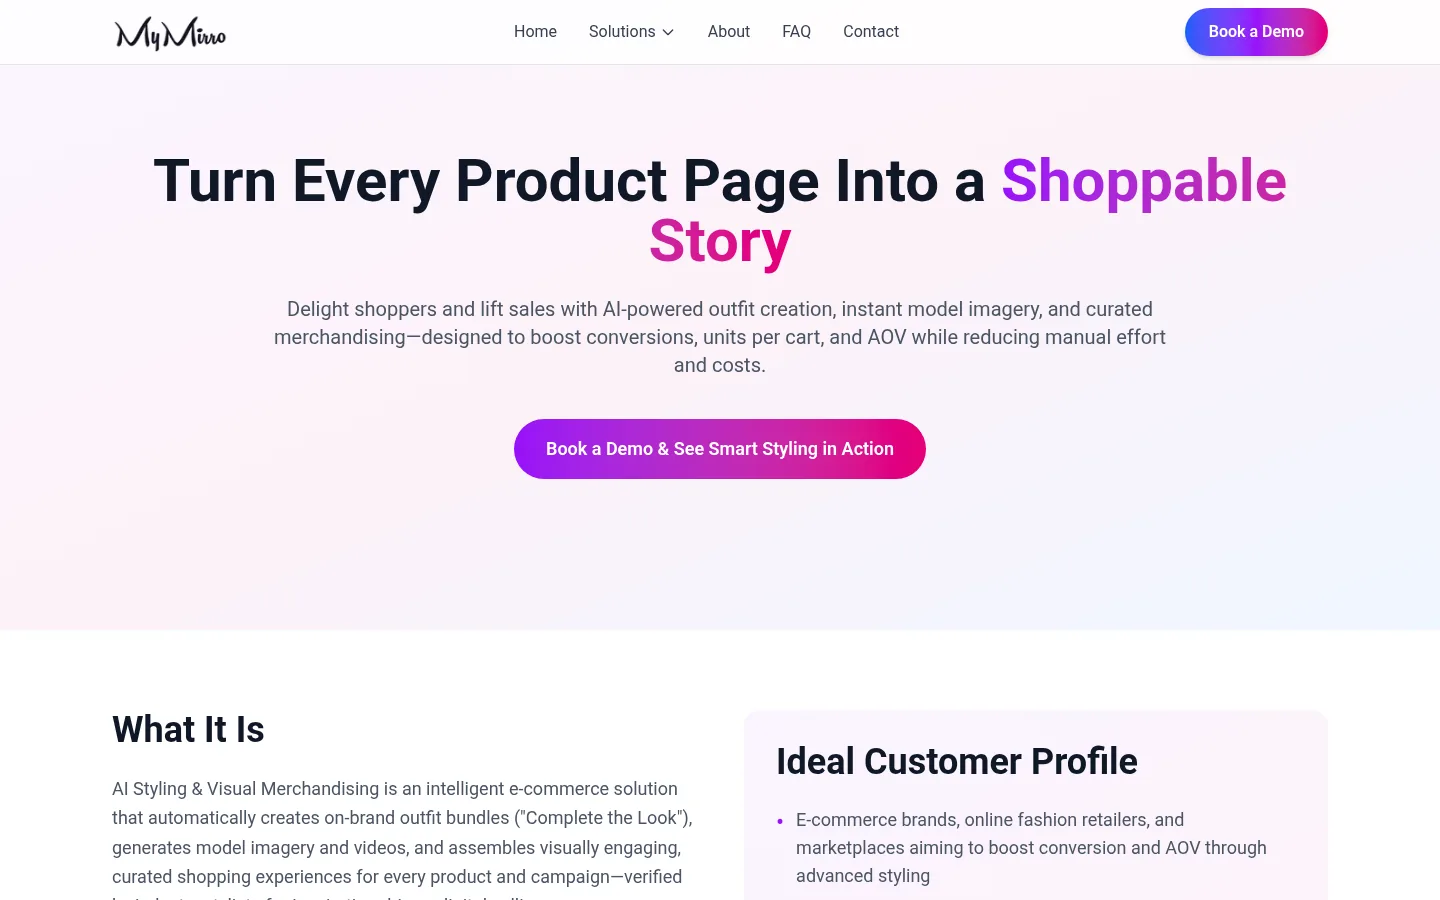 MyMirro
Home
Solutions
About
FAQ
Contact
Book a Demo
Turn Every Product Page Into a Shoppable
Story
Delight shoppers and lift sales with AI-powered outfit creation, instant model imagery, and curated
merchandising—designed to boost conversions, units per cart, and AOV while reducing manual effort
and costs.
Book a Demo & See Smart Styling in Action
What It Is
AI Styling & Visual Merchandising is an intelligent e-commerce solution
that automatically creates on-brand outfit bundles ("Complete the Look"),
generates model imagery and videos, and assembles visually engaging,
curated shopping experiences for every product and campaign—verified
Ideal Customer Profile
• E-commerce brands, online fashion retailers, and
marketplaces aiming to boost conversion and AOV through
advanced styling